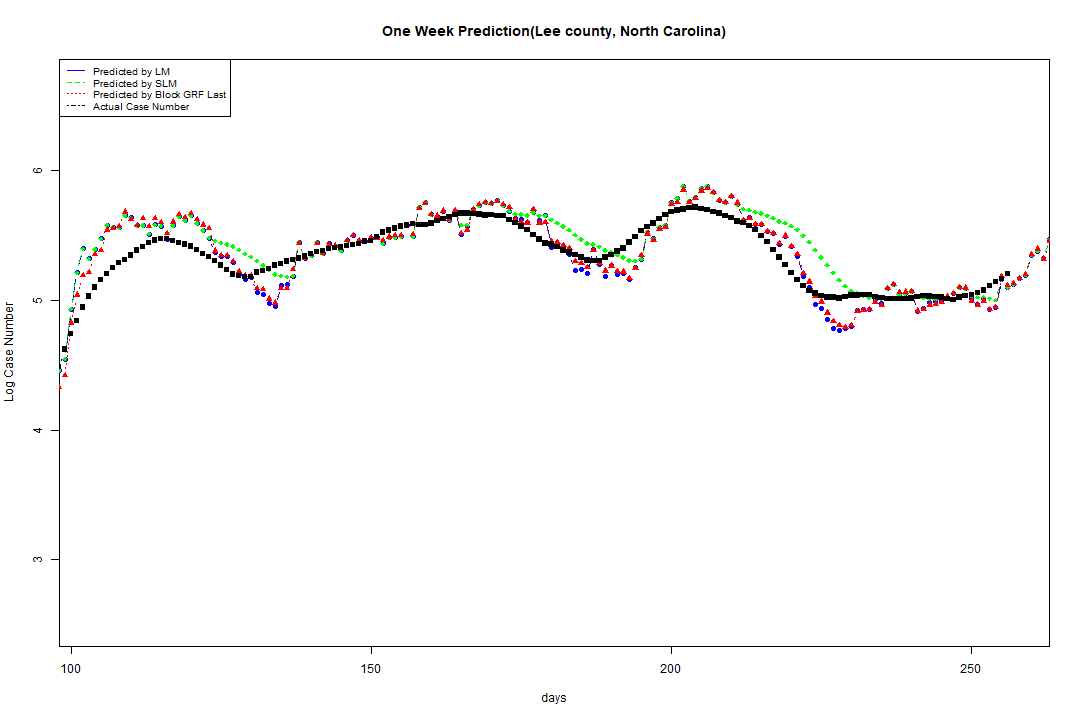 One Week Prediction(Lee county, North Carolina)
Predicted by LM
Predicted by SLM
Predicted by Block GRF Last
Actual Case Number
6
5
4
3
Log Case Number
100 150 200 250
days